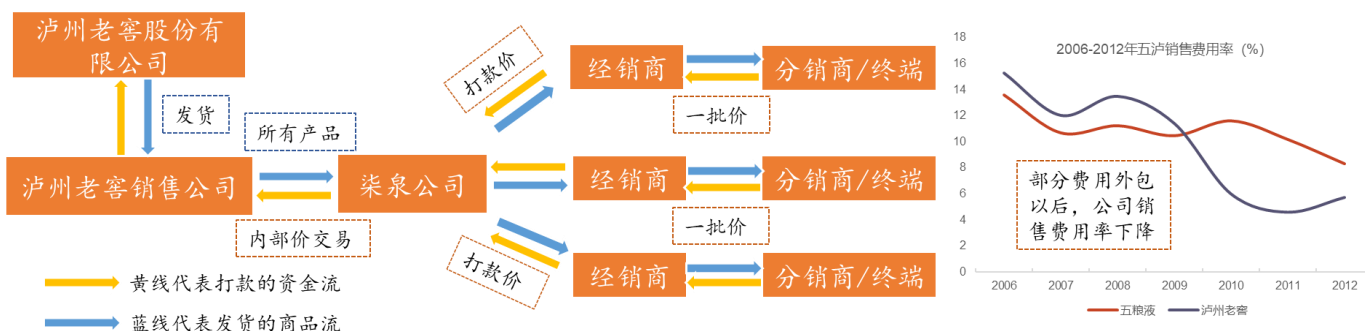 泸州老窖股份有
限公司
发货
所有产品
泸州老窖销售公司
柒泉公司
内部价交易
黄线代表打款的资金流
蓝线代表发货的商品流
打款价
经销商
分销商/终端
一批价
经销商
分销商/终端
一批价
打款价
经销商
分销商/终端
2006-2012年五泸销售费用率（%）
18
16
14
12
10
8
6
4
2
0
部分费用外包
以后，公司销
售费用率下降
2006 2007 2008 2009 2010 2011 2012
五粮液 泸州老窖